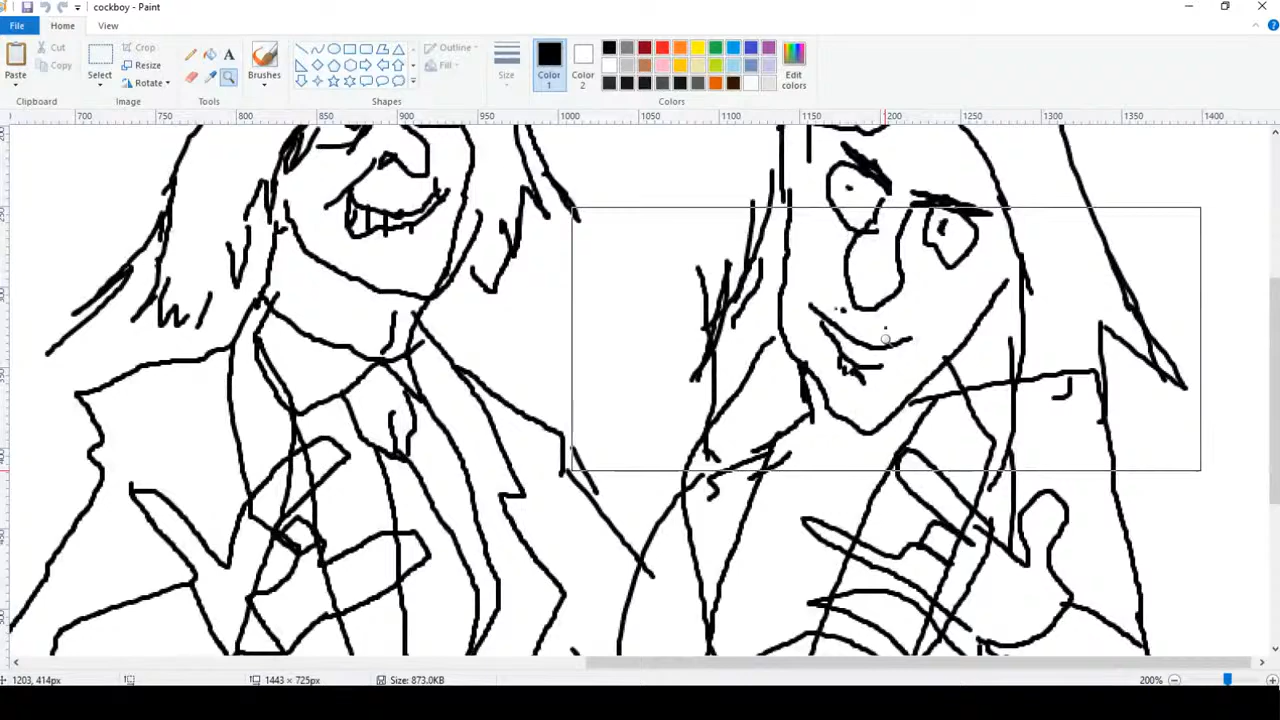 cockboy - Paint
File Home View
Cut Crop Outline
Copy Resize Fill
Paste Select Rotate Brushes Size Color 1 Color 2 Edit colors
Clipboard Image Tools Shapes Colors
700 750 800 850 900 950 1000 1050 1100 1150 1200 1250 1300 1350 1400
1203, 414px 1443 × 725px Size: 873.0KB 200%